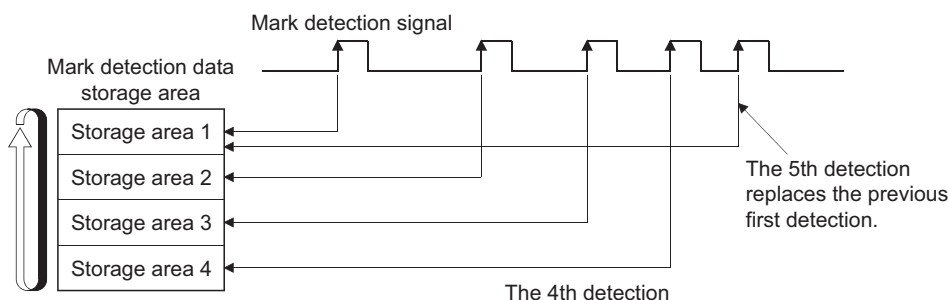 Mark detection signal
Mark detection data
storage area
Storage area 1
Storage area 2
Storage area 3
Storage area 4
The 5th detection
replaces the previous
first detection.
The 4th detection